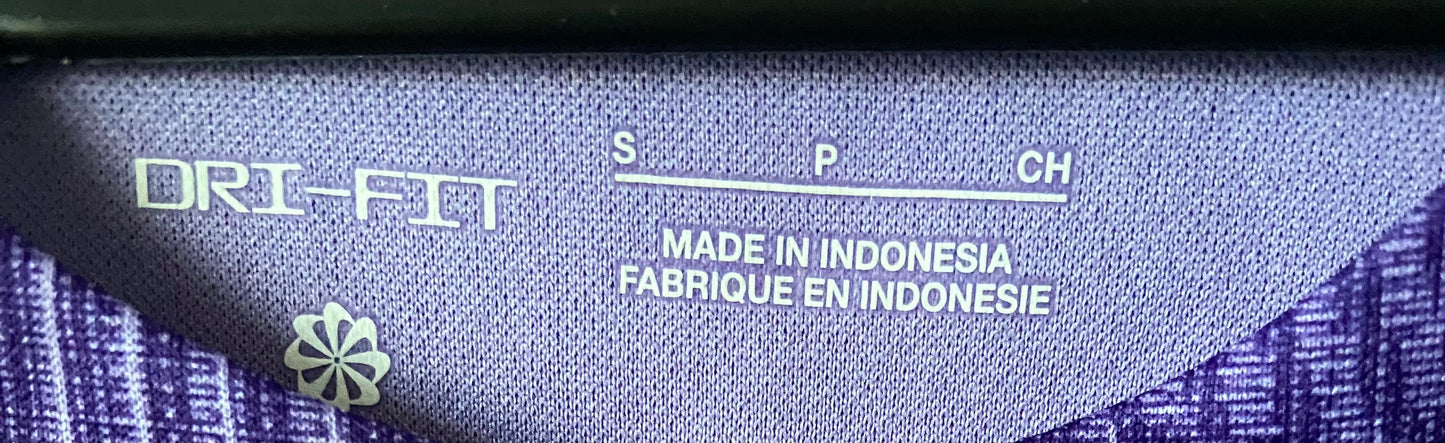 DRI-FIT
S P CH
MADE IN INDONESIA
FABRIQUE EN INDONESIE